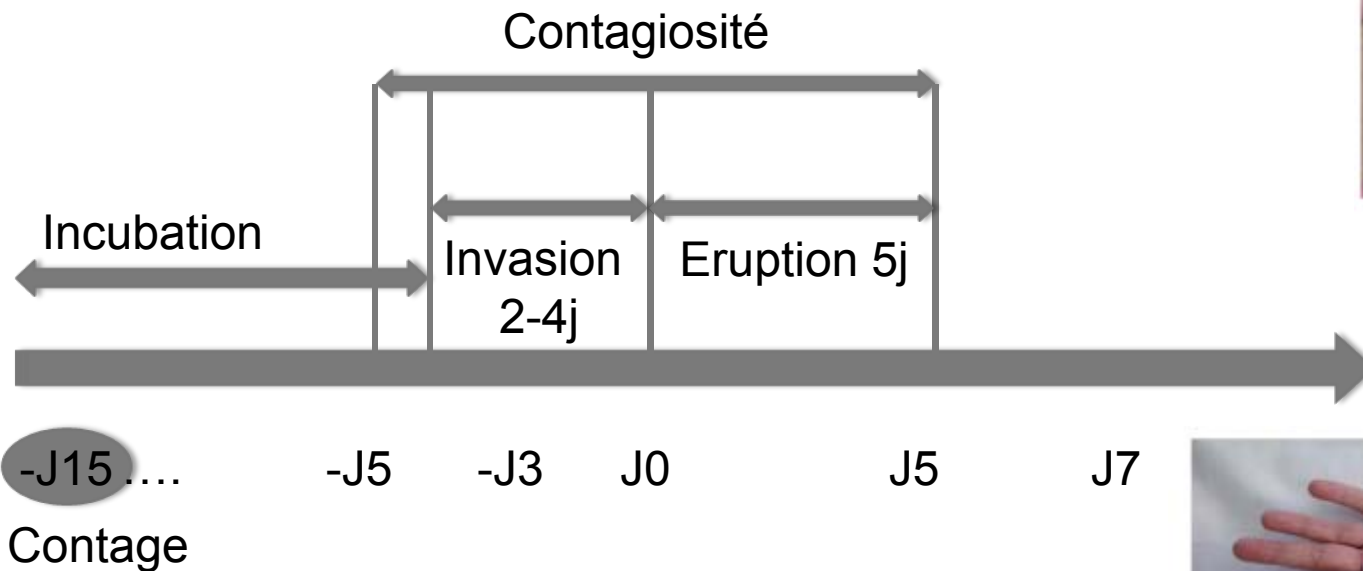 Contagiosité
Incubation
Invasion
2-4j
Eruption 5j
-J15 .... -J5 -J3 J0 J5 J7
Contage